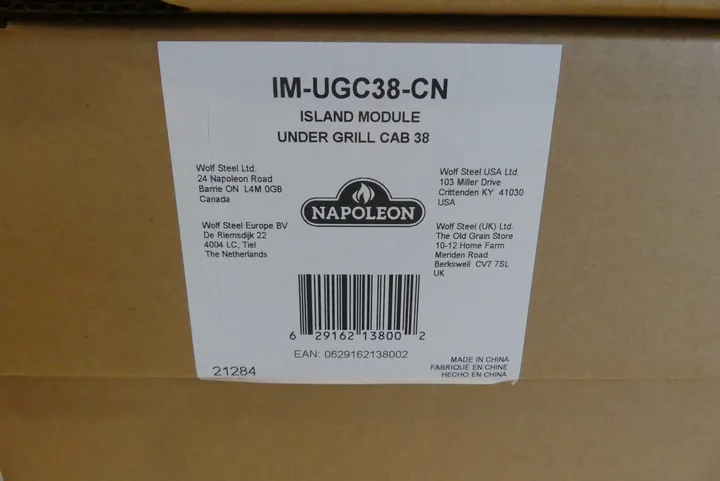 IM-UGC38-CN
ISLAND MODULE
UNDER GRILL CAB 38
Wolf Steel Ltd.
24 Napoleon Road
Barrie ON L4M 0G8
Canada
Wolf Steel USA Ltd.
103 Miller Drive
Crittenden KY 41030
USA
NAPOLEON
Wolf Steel Europe BV
De Riemsdijk 22
4004 LC, Tiel
The Netherlands
Wolf Steel (UK) Ltd.
The Old Grain Store
10-12 Home Farm
Meriden Road
Berkswell CV7 7SL
UK
6 29162 13800 2
EAN: 0629162138002
21284
MADE IN CHINA
FABRIQUÉ EN CHINE
HECHO EN CHINA